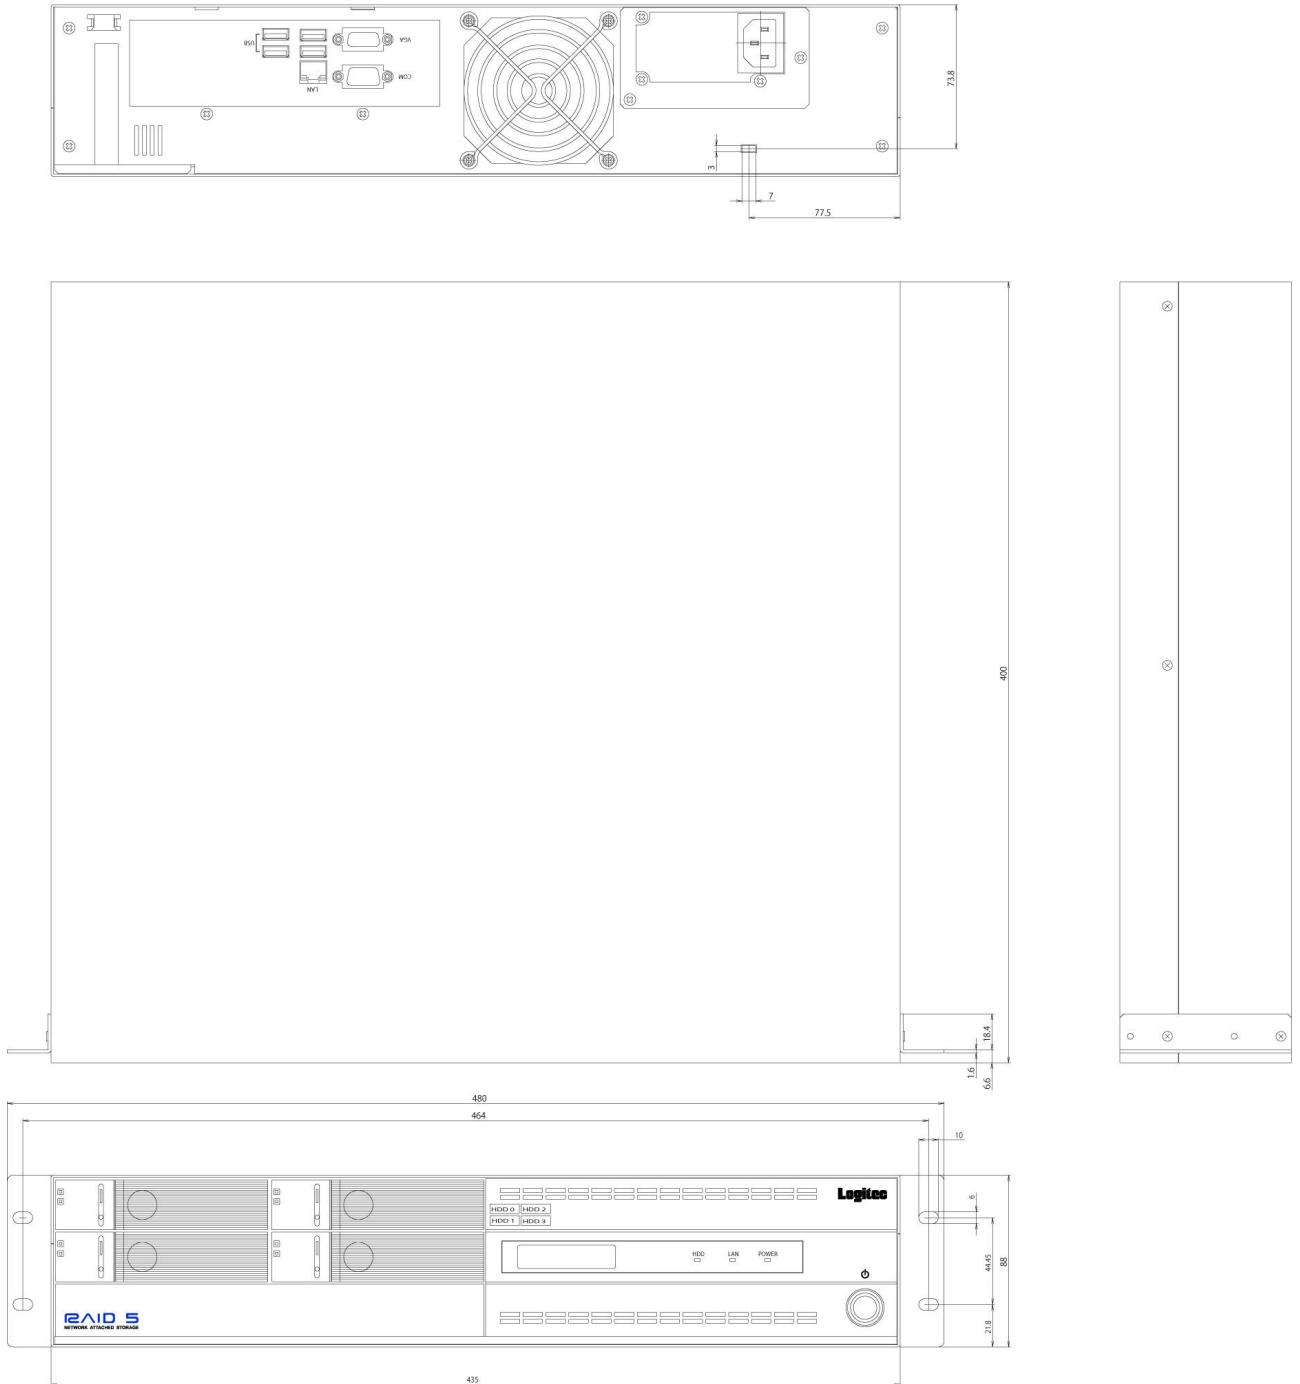 VGA
USB
COM
LAN
73.8
3
7
77.5
400
18.4
1.6
6.6
480
464
10
Logitec
6
HDD 0 HDD 2
HDD 1 HDD 3
HDD LAN POWER
44.45
88
RAID 5
NETWORK ATTACHED STORAGE
21.8
435